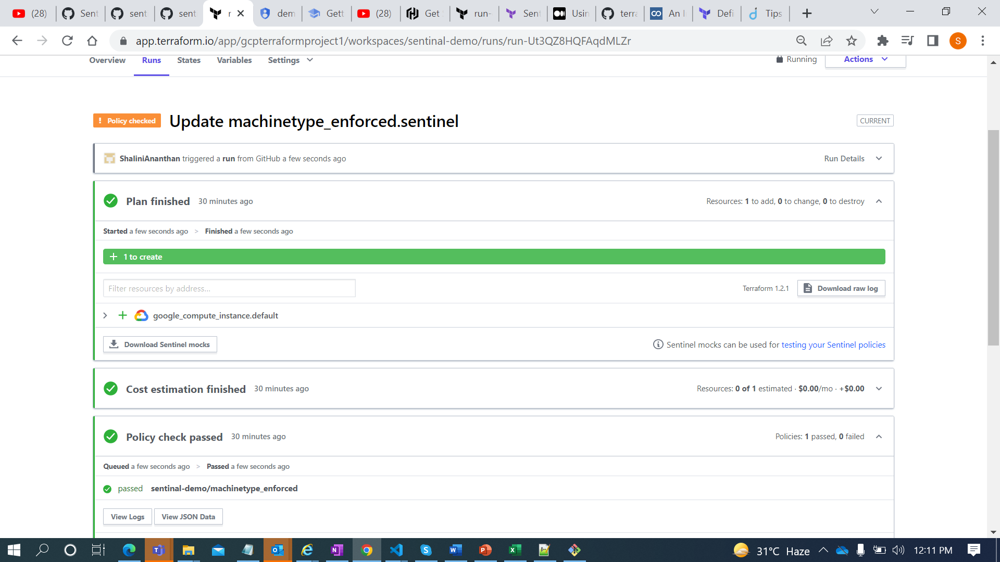 (28) Sent sent sent r dem Gett (28) Get run- Sent Usin terra An I Defi Tips
app.terraform.io/app/gcpterraformproject1/workspaces/sentinal-demo/runs/run-Ut3QZ8HQFAqdMLZr S
Overview Runs States Variables Settings Running Actions
! Policy checked Update machinetype_enforced.sentinel CURRENT
ShaliniAnanthan triggered a run from GitHub a few seconds ago Run Details
Plan finished 30 minutes ago Resources: 1 to add, 0 to change, 0 to destroy
Started a few seconds ago > Finished a few seconds ago
+ 1 to create
Filter resources by address... Terraform 1.2.1 Download raw log
> + google_compute_instance.default
Download Sentinel mocks Sentinel mocks can be used for testing your Sentinel policies
Cost estimation finished 30 minutes ago Resources: 0 of 1 estimated · $0.00/mo · +$0.00
Policy check passed 30 minutes ago Policies: 1 passed, 0 failed
Queued a few seconds ago > Passed a few seconds ago
passed sentinal-demo/machinetype_enforced
View Logs View JSON Data
31°C Haze 12:11 PM